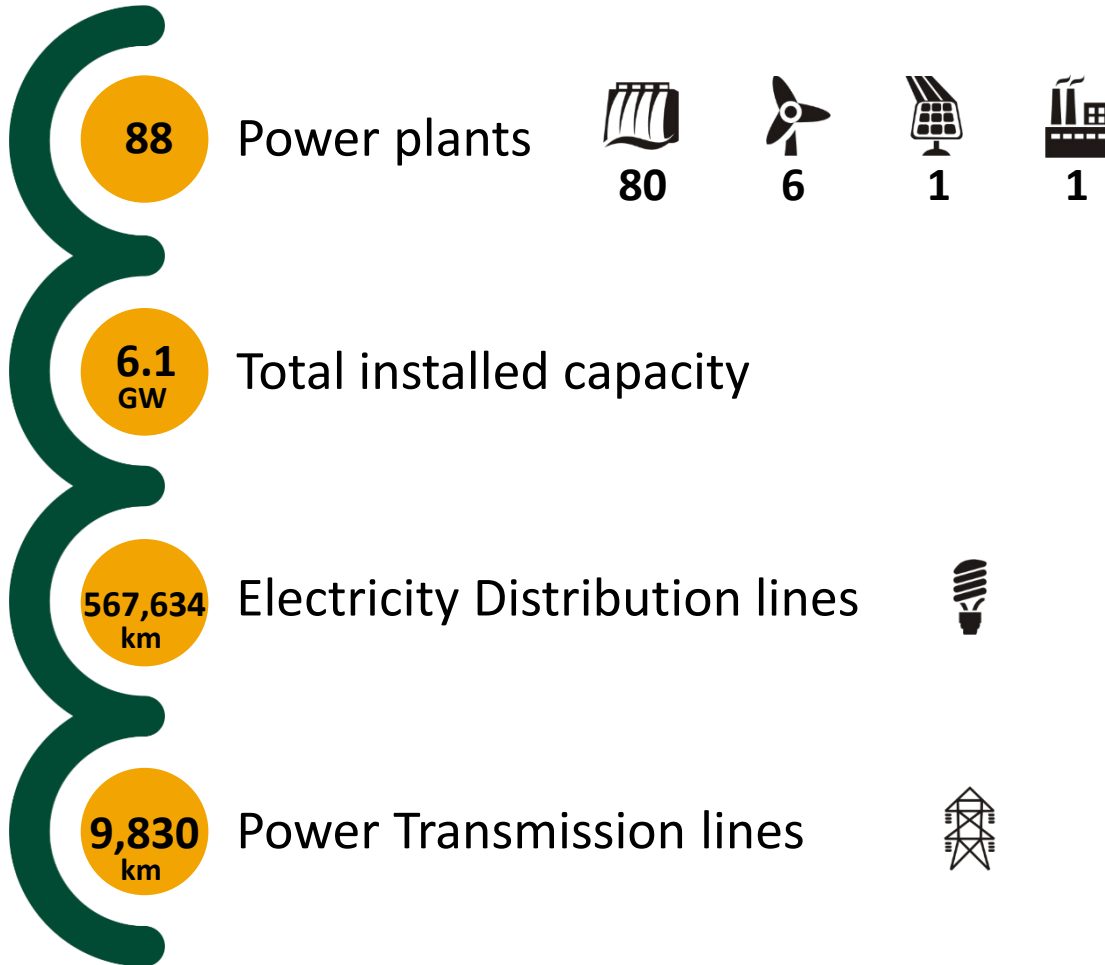 88 Power plants
80 6 1 1
6.1
GW
Total installed capacity
567,634
km
Electricity Distribution lines
9,830
km
Power Transmission lines